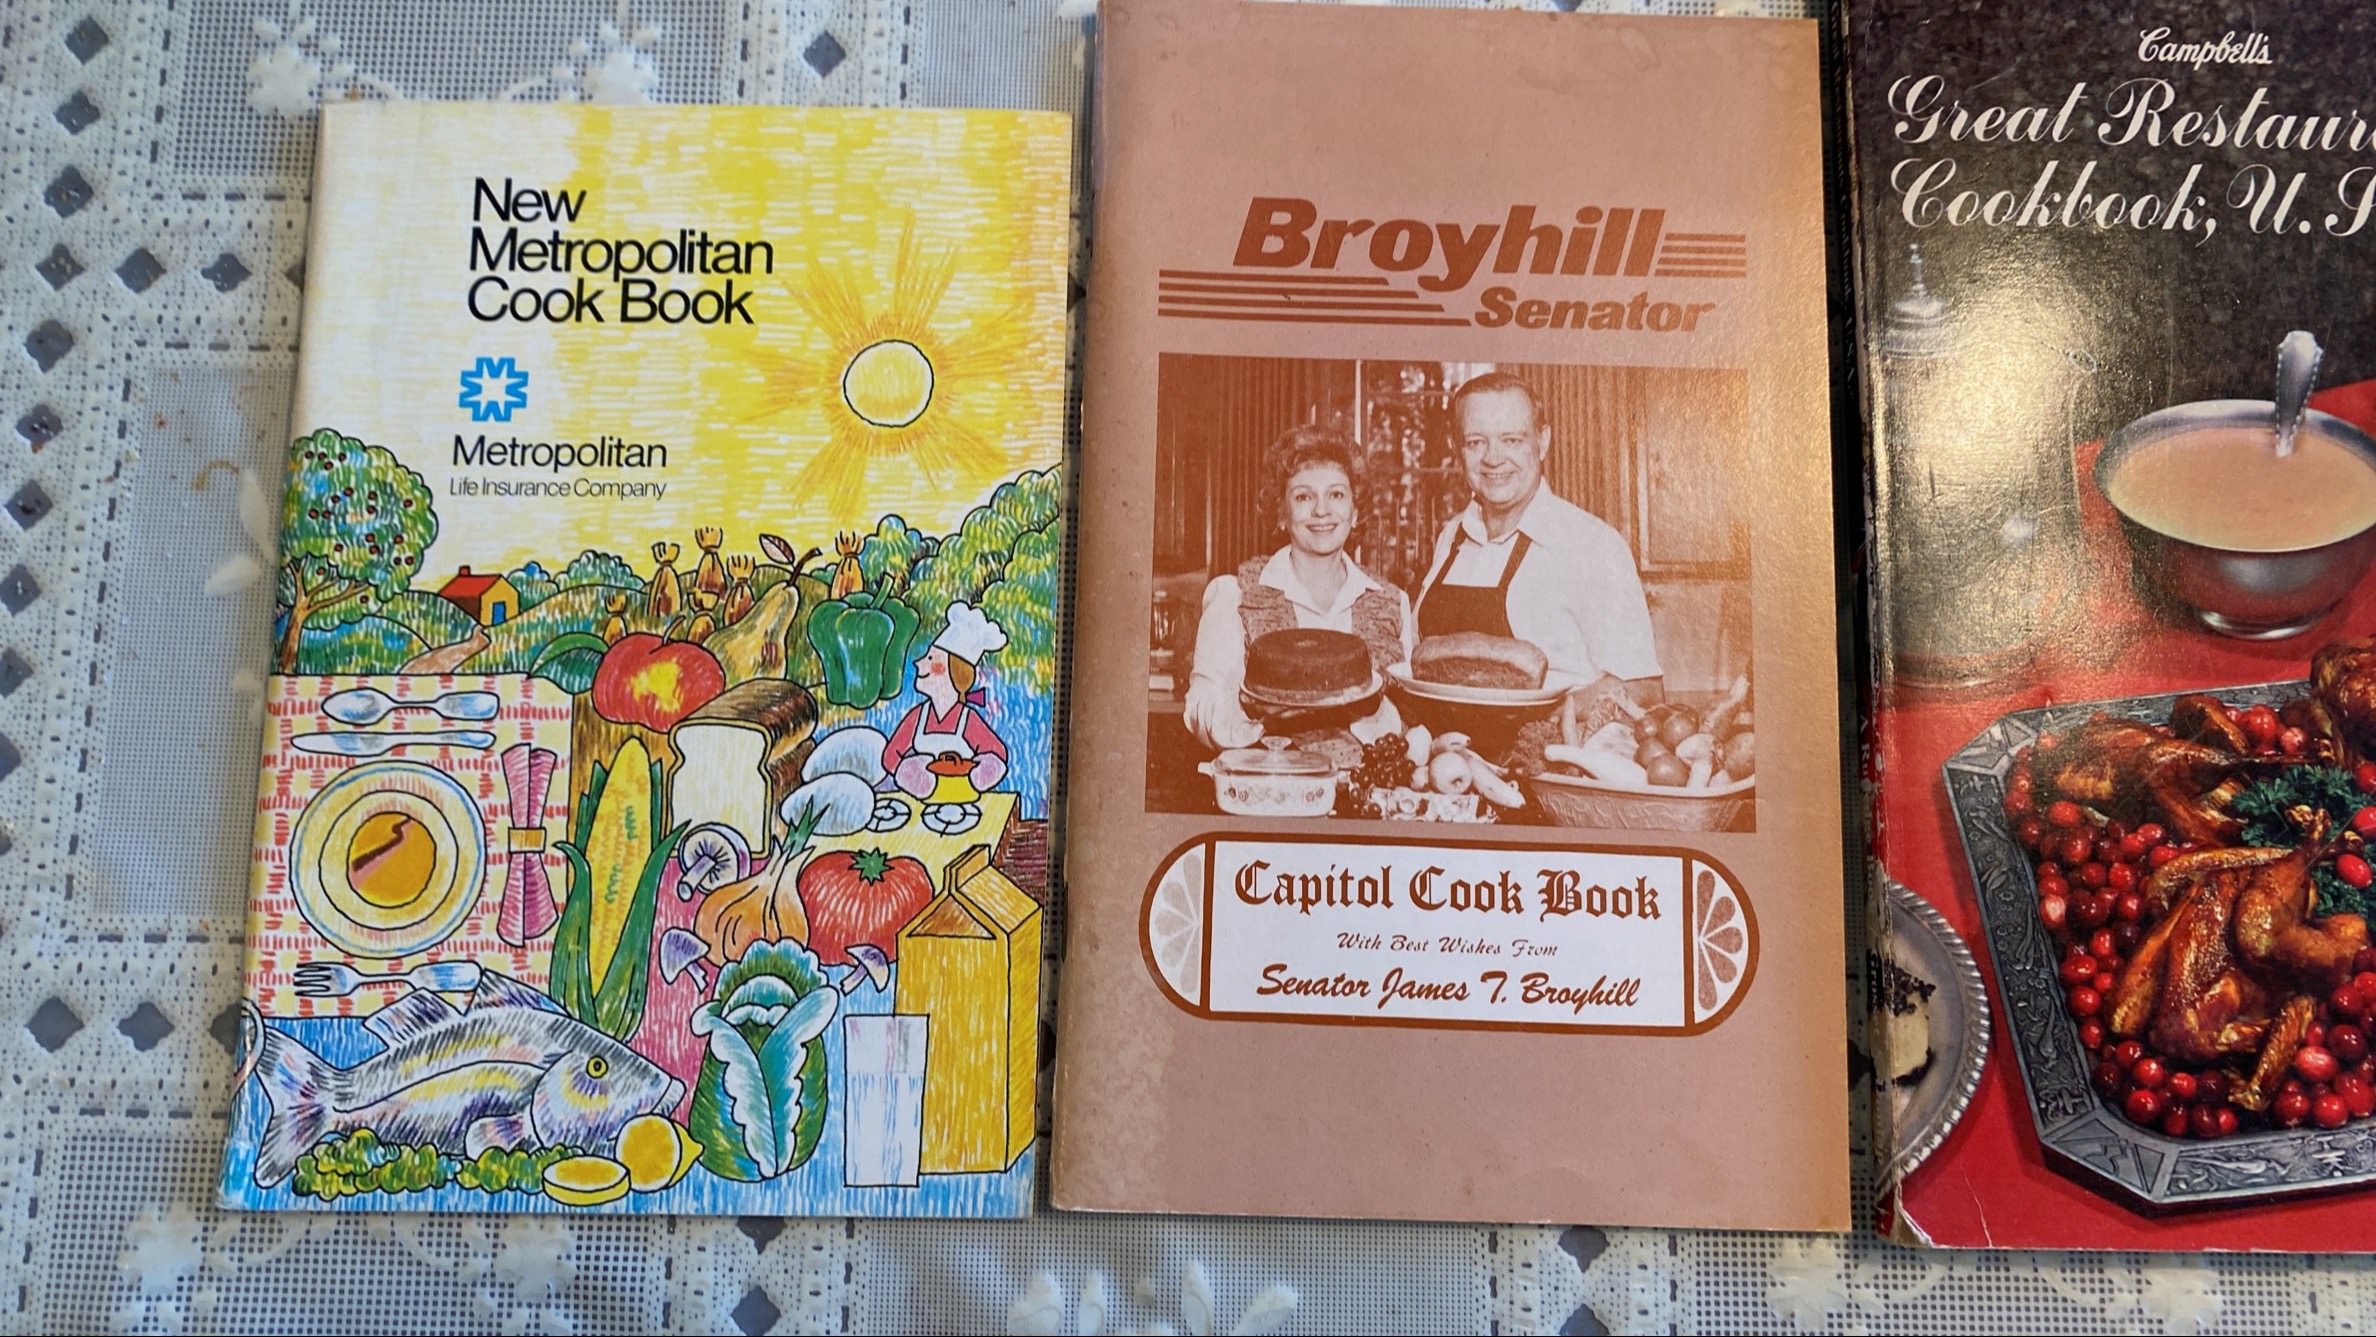 New
Metropolitan
Cook Book
Metropolitan
Life Insurance Company
Broyhill
Senator
Capitol Cook Book
With Best Wishes From
Senator James T. Broyhill
Campbell's
Great
Cookbook, U.S